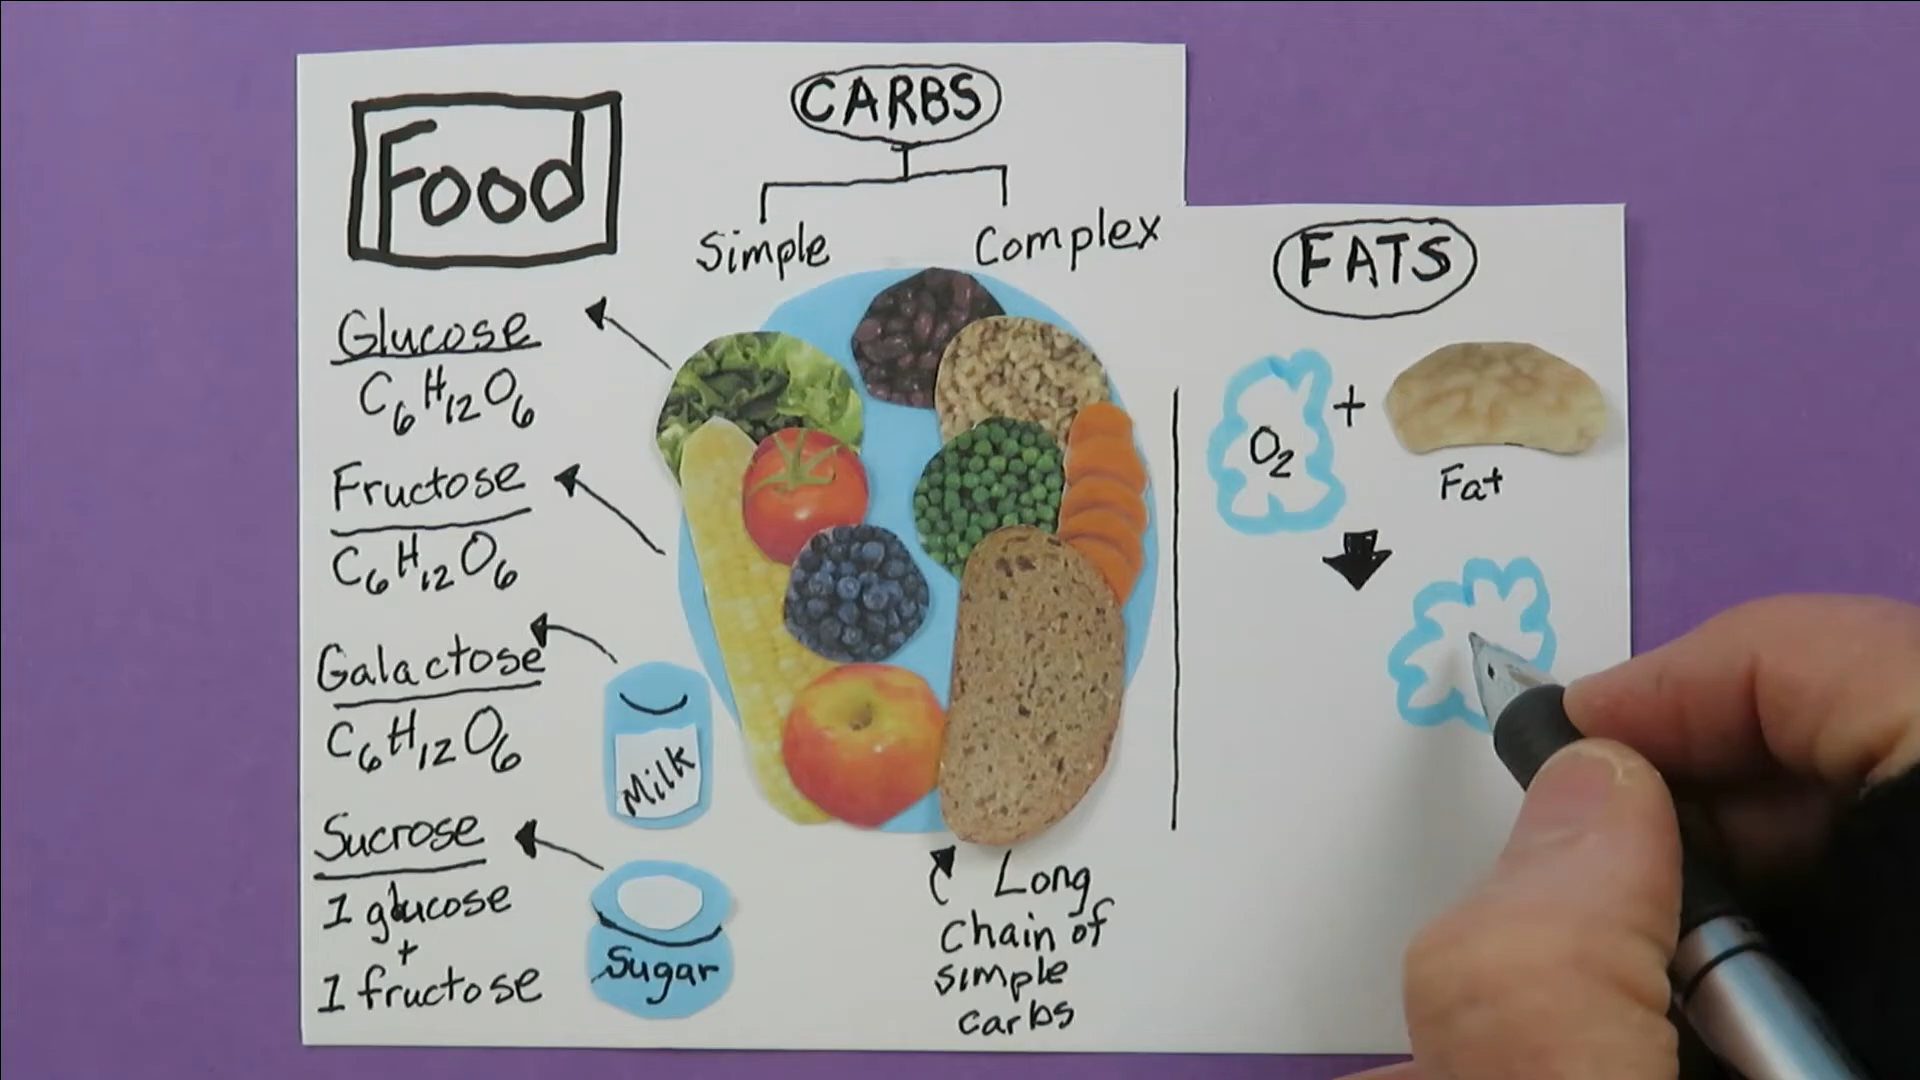 Food
CARBS
Simple
Complex
Glucose
C6H12O6
Fructose
C6H12O6
Galactose
C6H12O6
Milk
Sucrose
1 glucose
+
1 fructose
Sugar
Long
chain of
simple
carbs
FATS
O2 +
Fat